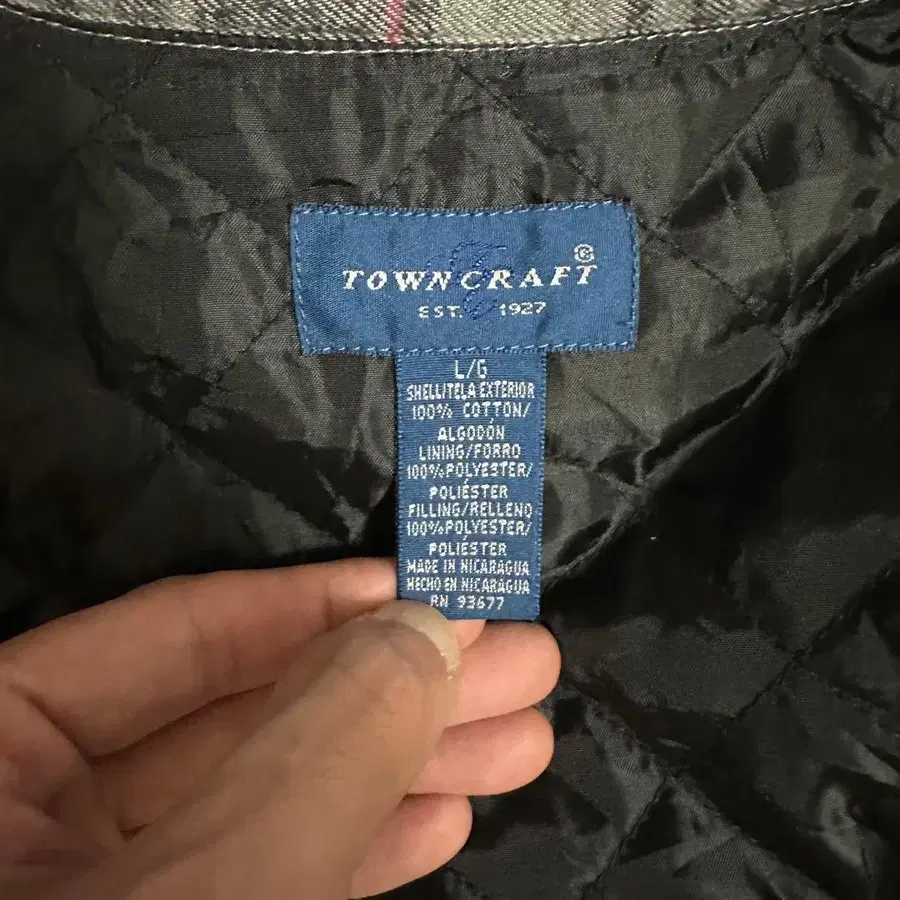 TOWNCRAFT ®
EST. 1927
L/G
SHELL/TELA EXTERIOR
100% COTTON/
ALGODÓN
LINING/FORRO
100%POLYESTER/
POLIÉSTER
FILLING/RELLENO
100%POLYESTER/
POLIÉSTER
MADE IN NICARAGUA
HECHO EN NICARAGUA
RN 93677